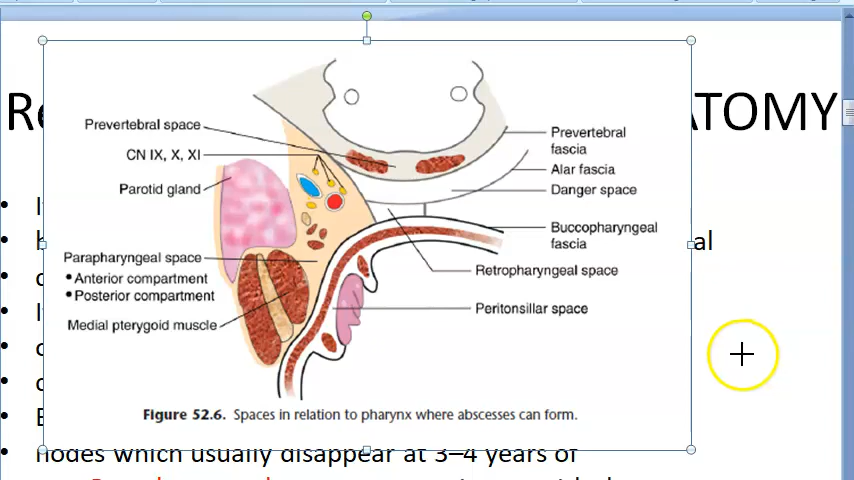 ATOMY
Prevertebral space
CN IX, X, XI
Parotid gland
Parapharyngeal space
•Anterior compartment
•Posterior compartment
Medial pterygoid muscle
Prevertebral
fascia
Alar fascia
Danger space
Buccopharyngeal
fascia
Retropharyngeal space
Peritonsillar space
Figure 52.6. Spaces in relation to pharynx where abscesses can form.
nodes which usually disappear at 3–4 years of